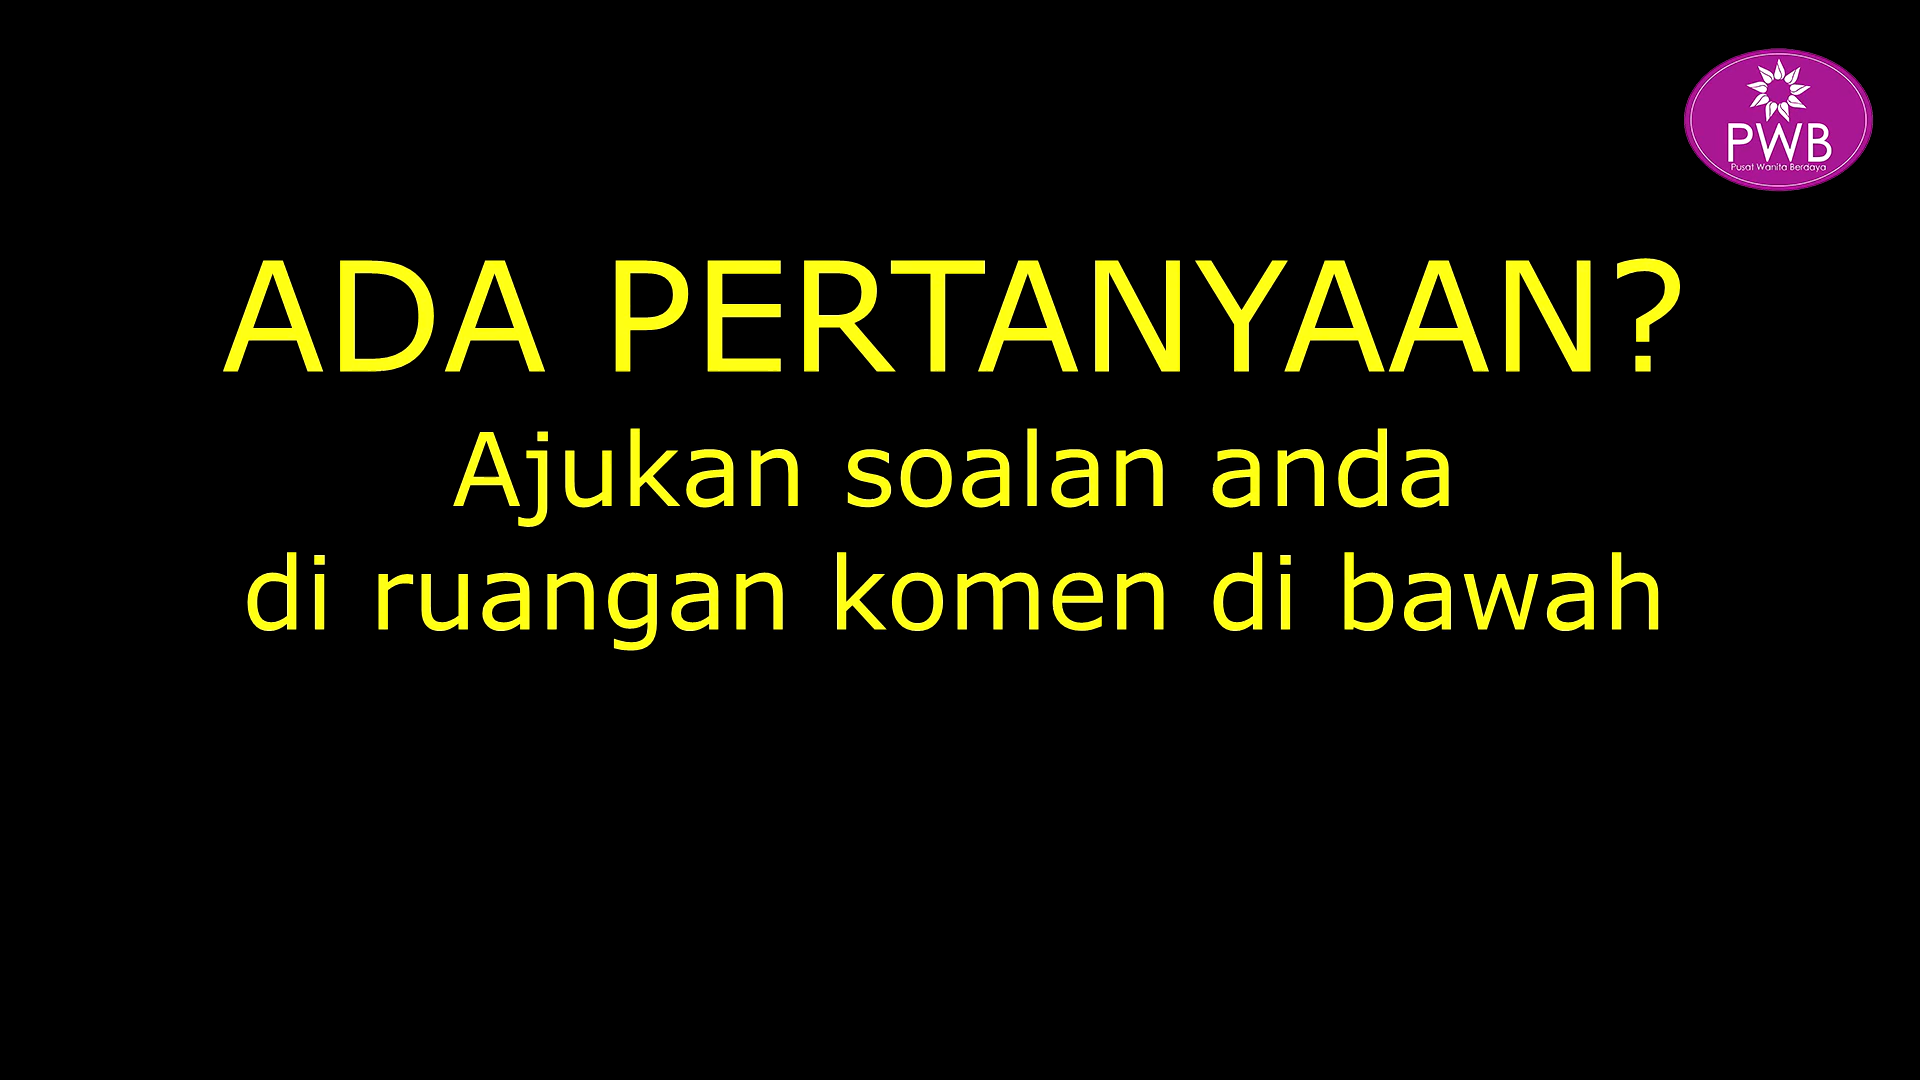 PWB
Pusat Wanita Berdaya
ADA PERTANYAAN?
Ajukan soalan anda
di ruangan komen di bawah